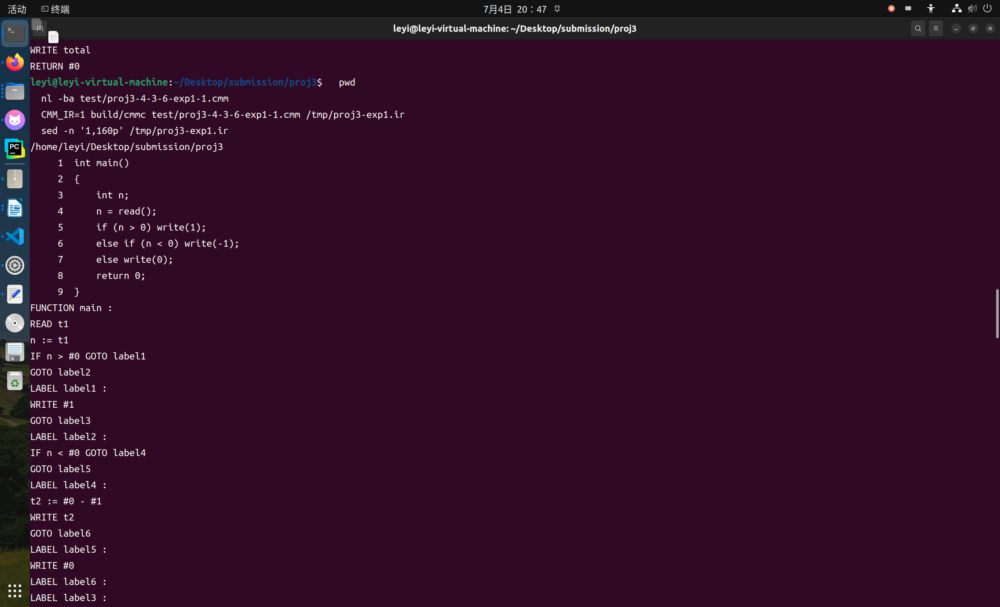 活动 终端 7月4日 20：47
leyi@leyi-virtual-machine: ~/Desktop/submission/proj3
WRITE total
RETURN #0
leyi@leyi-virtual-machine:~/Desktop/submission/proj3$   pwd
  nl -ba test/proj3-4-3-6-exp1-1.cmm
  CMM_IR=1 build/cmmc test/proj3-4-3-6-exp1-1.cmm /tmp/proj3-exp1.ir
  sed -n '1,160p' /tmp/proj3-exp1.ir
/home/leyi/Desktop/submission/proj3
     1  int main()
     2  {
     3      int n;
     4      n = read();
     5      if (n > 0) write(1);
     6      else if (n < 0) write(-1);
     7      else write(0);
     8      return 0;
     9  }
FUNCTION main :
READ t1
n := t1
IF n > #0 GOTO label1
GOTO label2
LABEL label1 :
WRITE #1
GOTO label3
LABEL label2 :
IF n < #0 GOTO label4
GOTO label5
LABEL label4 :
t2 := #0 - #1
WRITE t2
GOTO label6
LABEL label5 :
WRITE #0
LABEL label6 :
LABEL label3 :
PC